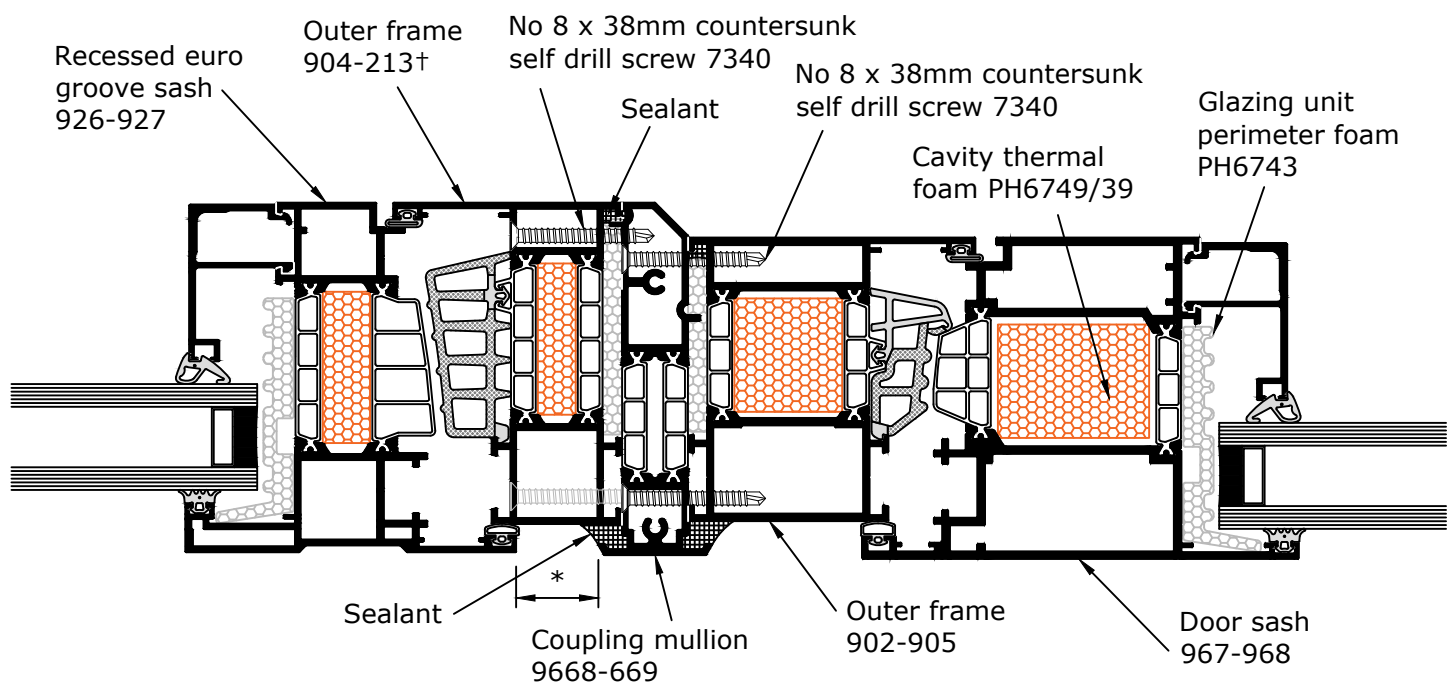 Recessed euro
groove sash
926-927
Outer frame
904-213†
No 8 x 38mm countersunk
self drill screw 7340
Sealant
No 8 x 38mm countersunk
self drill screw 7340
Cavity thermal
foam PH6749/39
Glazing unit
perimeter foam
PH6743
*
Sealant
Coupling mullion
9668-669
Outer frame
902-905
Door sash
967-968